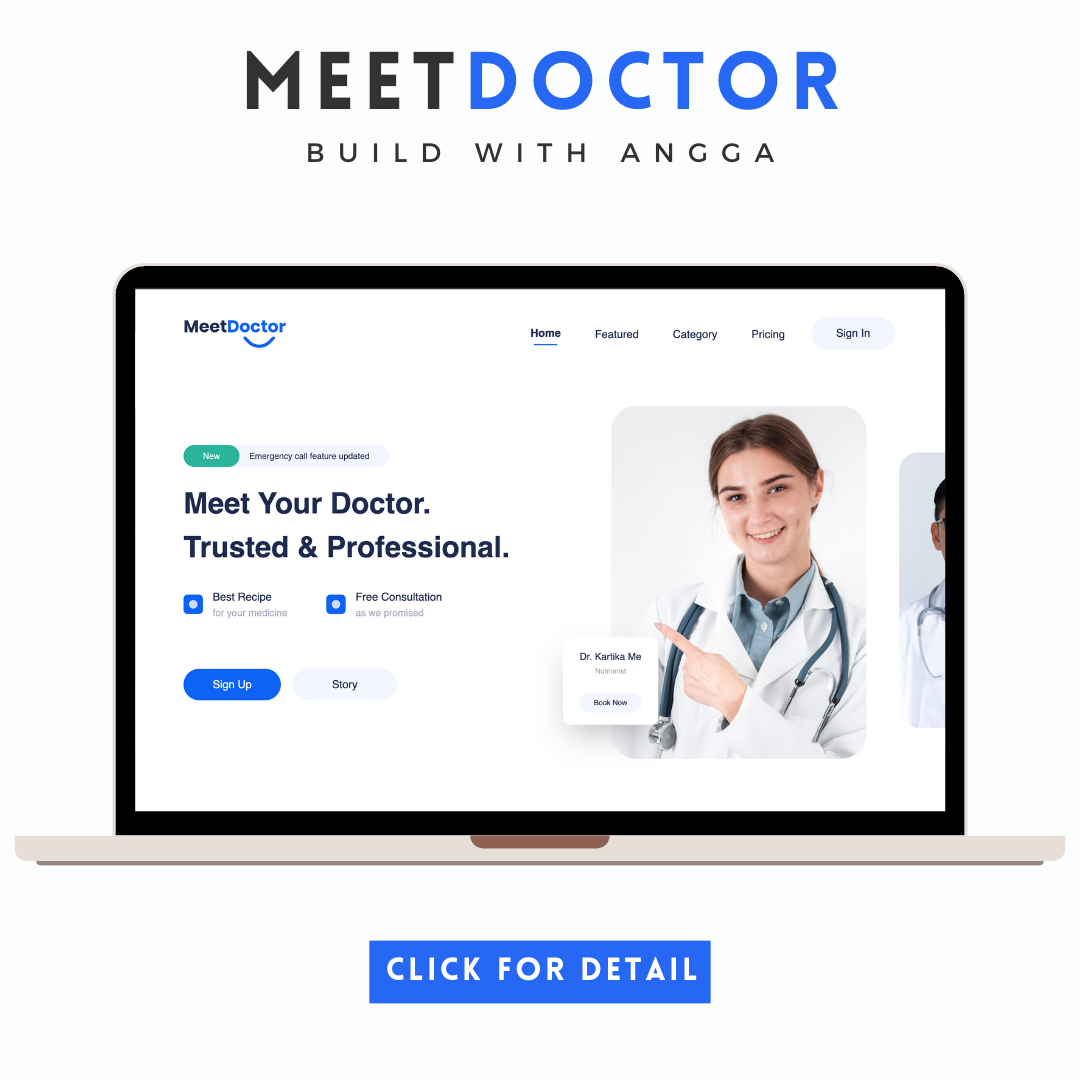 MEETDOCTOR
BUILD WITH ANGGA
MeetDoctor
Home Featured Category Pricing Sign In
New Emergency call feature updated
Meet Your Doctor.
Trusted & Professional.
Best Recipe
for your medicine
Free Consultation
as we promised
Sign Up Story
Dr. Kartika Me
Nutrionist
Book Now
CLICK FOR DETAIL